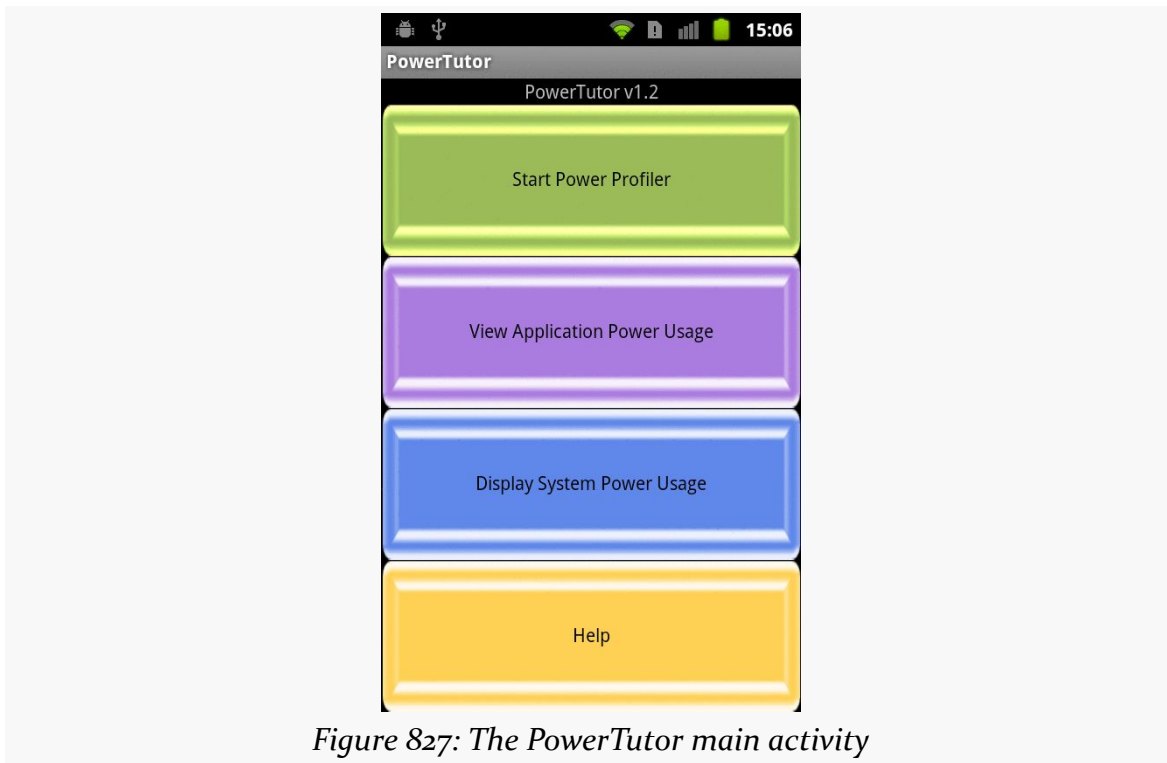 15:06
PowerTutor
PowerTutor v1.2
Start Power Profiler
View Application Power Usage
Display System Power Usage
Help
Figure 827: The PowerTutor main activity